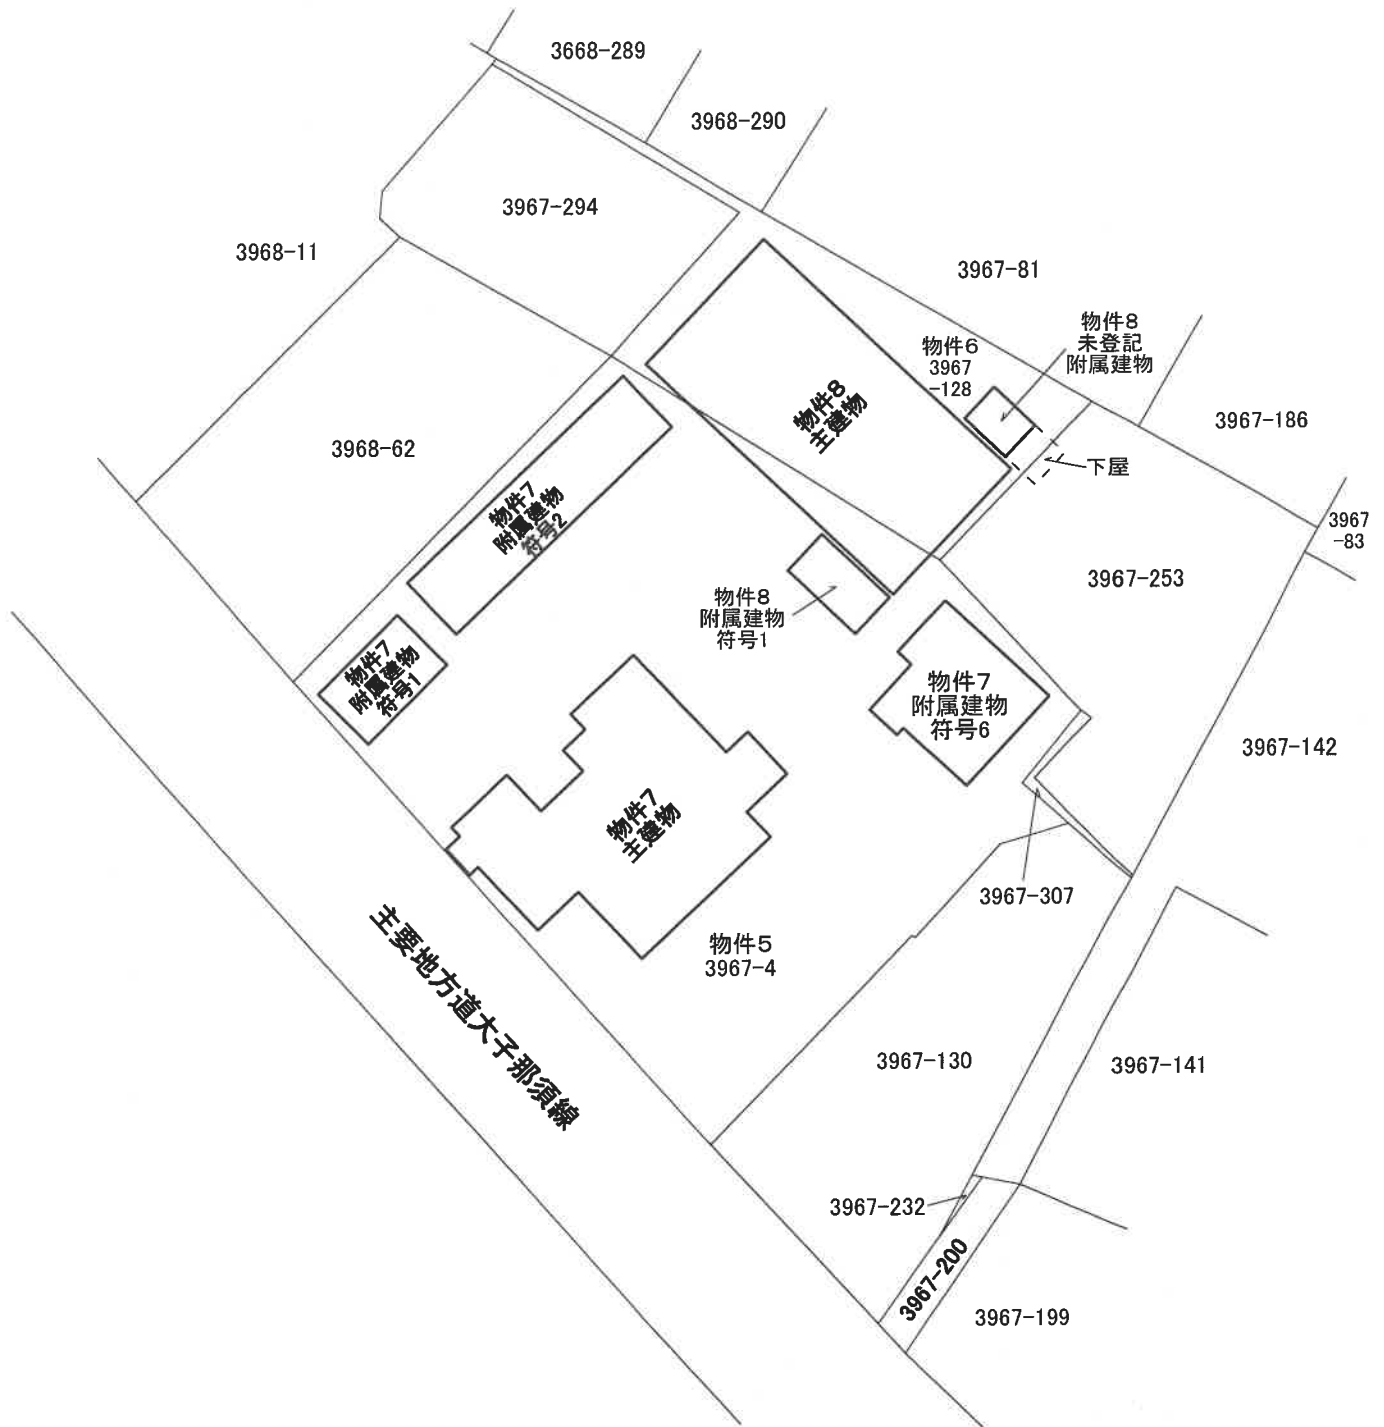 3668-289
3968-290
3967-294
3968-11
3967-81
物件8
未登記
附属建物
物件6
3967
-128
物件8
主建物
3967-186
3968-62
下屋
物件7
附属建物
符号2
3967
-83
3967-253
物件8
附属建物
符号1
物件7
附属建物
符号1
物件7
附属建物
符号6
3967-142
物件7
主建物
3967-307
物件5
3967-4
主要地方道大子那須線
3967-130
3967-141
3967-232
3967-200
3967-199